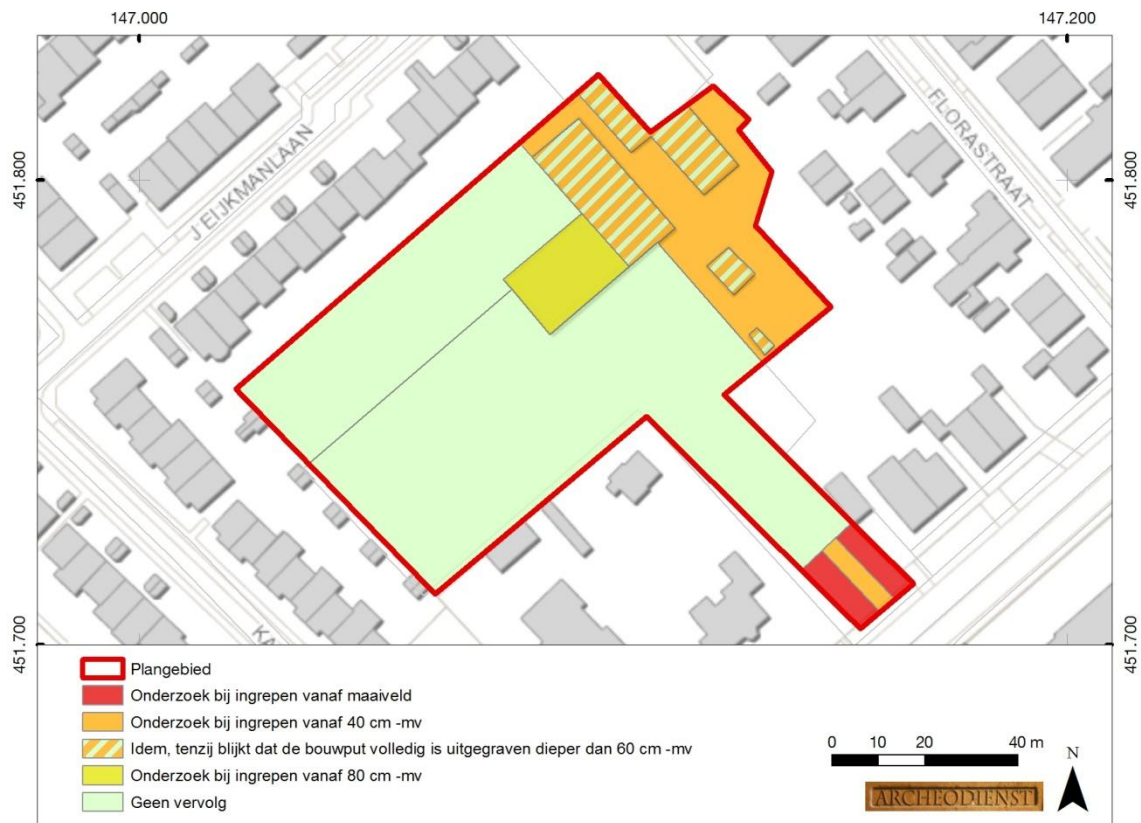 147.000
147.200
451.800
451.800
J EIJKMANLAAN
FLORASTRAAT
KA
451.700
451.700
Plangebied
Onderzoek bij ingrepen vanaf maaiveld
Onderzoek bij ingrepen vanaf 40 cm -mv
Idem, tenzij blijkt dat de bouwput volledig is uitgegraven dieper dan 60 cm -mv
Onderzoek bij ingrepen vanaf 80 cm -mv
Geen vervolg
0 10 20 40 m
N
ARCHEODIENST